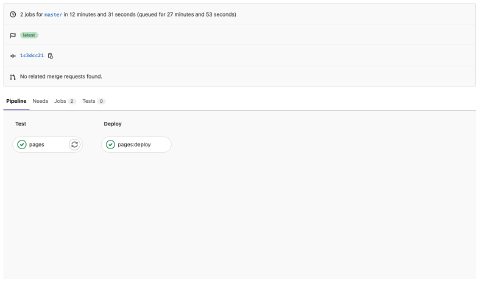 2 jobs for master in 12 minutes and 31 seconds (queued for 27 minutes and 53 seconds)
latest
No related merge requests found.
Pipeline Needs Jobs 2 Tests 0
Test Deploy
pages pages:deploy